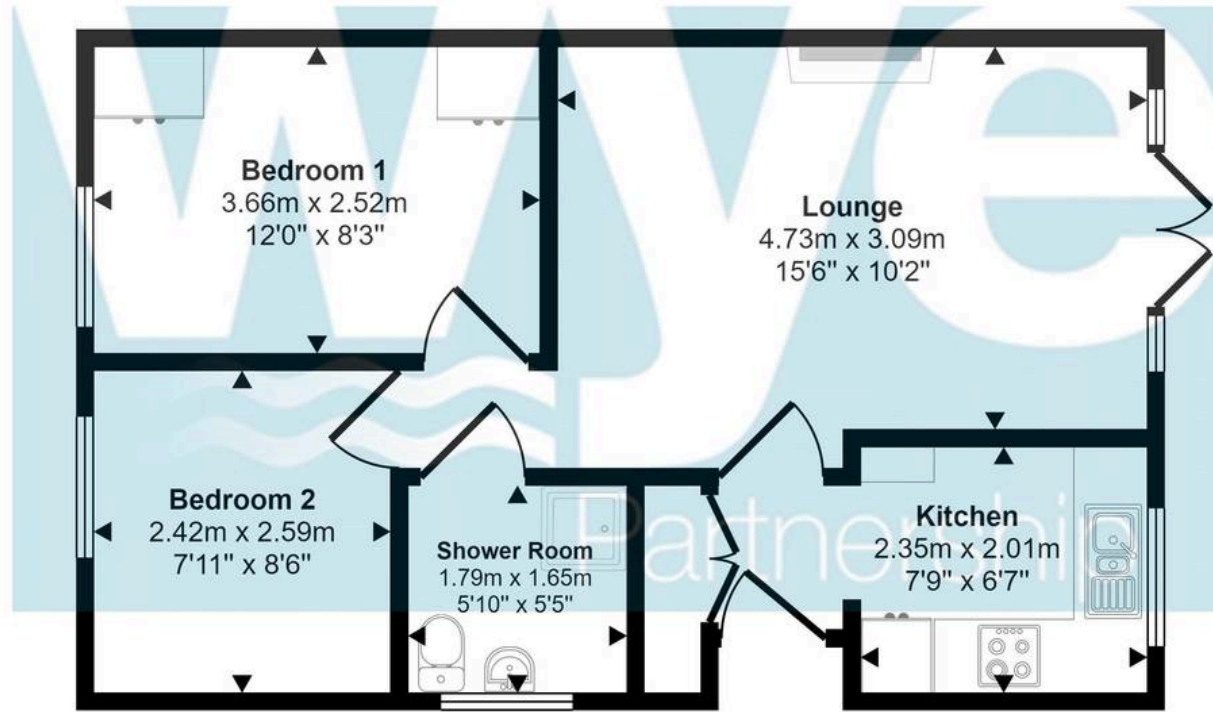 Wye
Bedroom 1
3.66m x 2.52m
12'0" x 8'3"
Lounge
4.73m x 3.09m
15'6" x 10'2"
Bedroom 2
2.42m x 2.59m
7'11" x 8'6"
Shower Room
1.79m x 1.65m
5'10" x 5'5"
Kitchen
2.35m x 2.01m
7'9" x 6'7"
Partnership